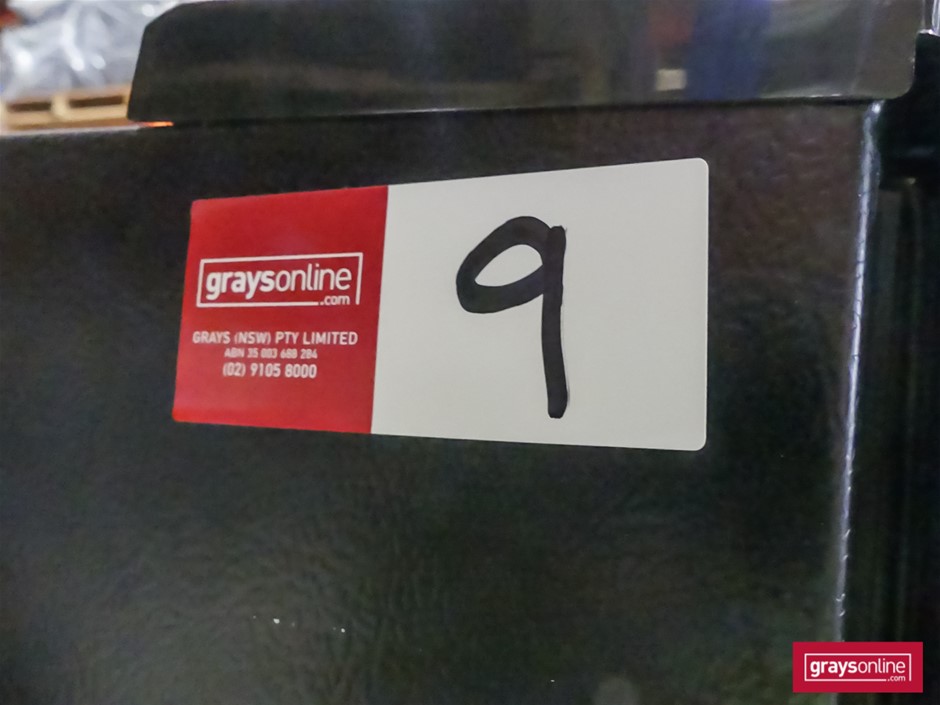 graysonline
.com
GRAYS (NSW) PTY LIMITED
ABN 35 003 688 284
(02) 9105 8000
9
graysonline
.com